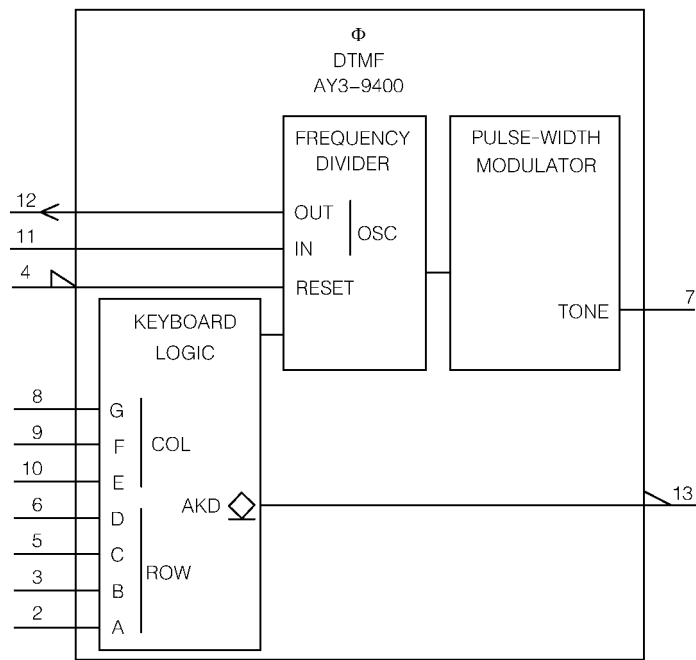 Φ
DTMF
AY3-9400
FREQUENCY
DIVIDER
PULSE-WIDTH
MODULATOR
12
OUT
OSC
11
IN
4
RESET
7
TONE
KEYBOARD
LOGIC
8
G
9
F
COL
10
E
13
AKD
6
D
5
C
ROW
3
B
2
A